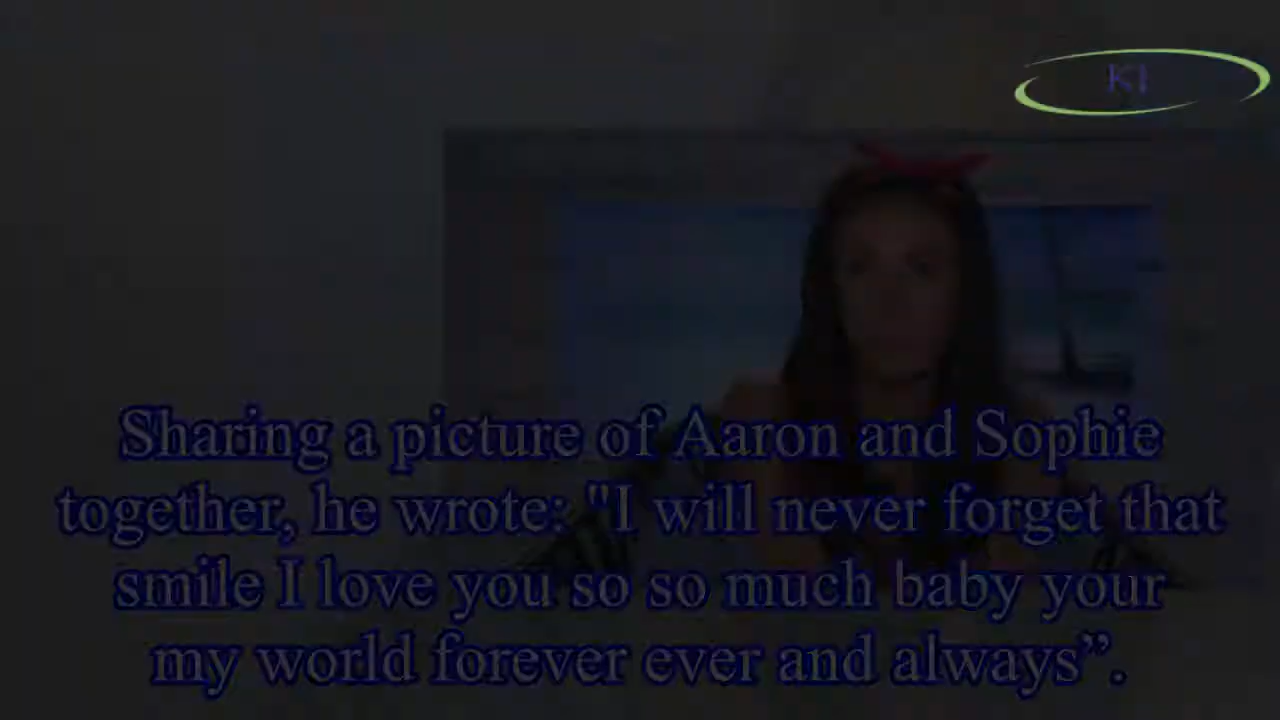 KI
Sharing a picture of Aaron and Sophie
together, he wrote: "I will never forget that
smile I love you so so much baby your
my world forever ever and always”.